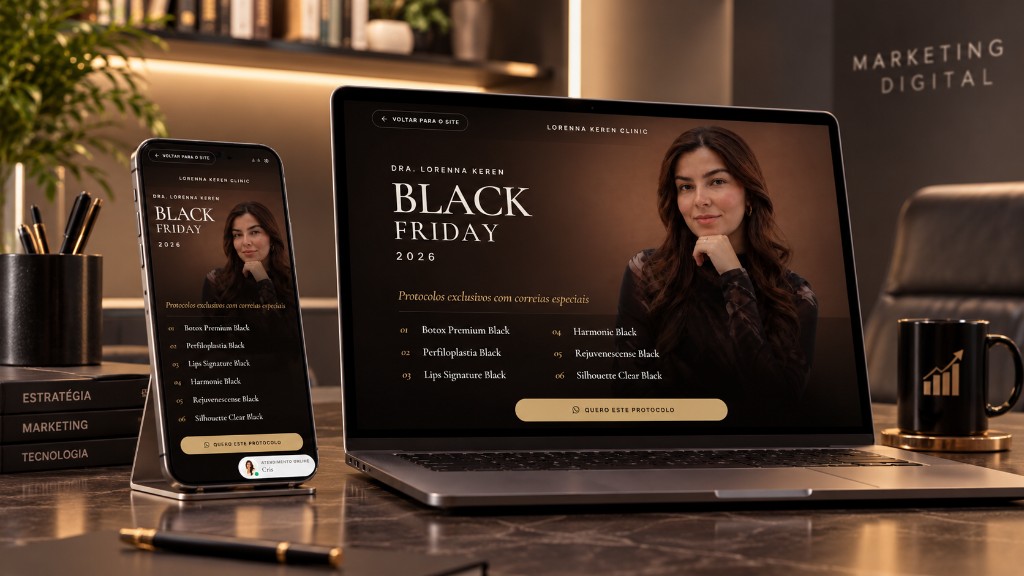 MARKETING
DIGITAL
← VOLTAR PARA O SITE
LORENNA KEREN CLINIC
DRA. LORENNA KEREN
BLACK
FRIDAY
2026
Protocolos exclusivos com correias especiais
01 Botox Premium Black
02 Perfiloplastia Black
03 Lips Signature Black
04 Harmonie Black
05 Rejuvenescense Black
06 Silhouette Clear Black
QUERO ESTE PROTOCOLO
← VOLTAR PARA O SITE
LORENNA KEREN CLINIC
DRA. LORENNA KEREN
BLACK
FRIDAY
2026
Protocolos exclusivos com correias especiais
01 Botox Premium Black
02 Perfiloplastia Black
03 Lips Signature Black
04 Harmonie Black
05 Rejuvenescense Black
06 Silhouette Clear Black
QUERO ESTE PROTOCOLO
ATENDIMENTO ONLINE
Cris
ESTRATÉGIA
MARKETING
TECNOLOGIA